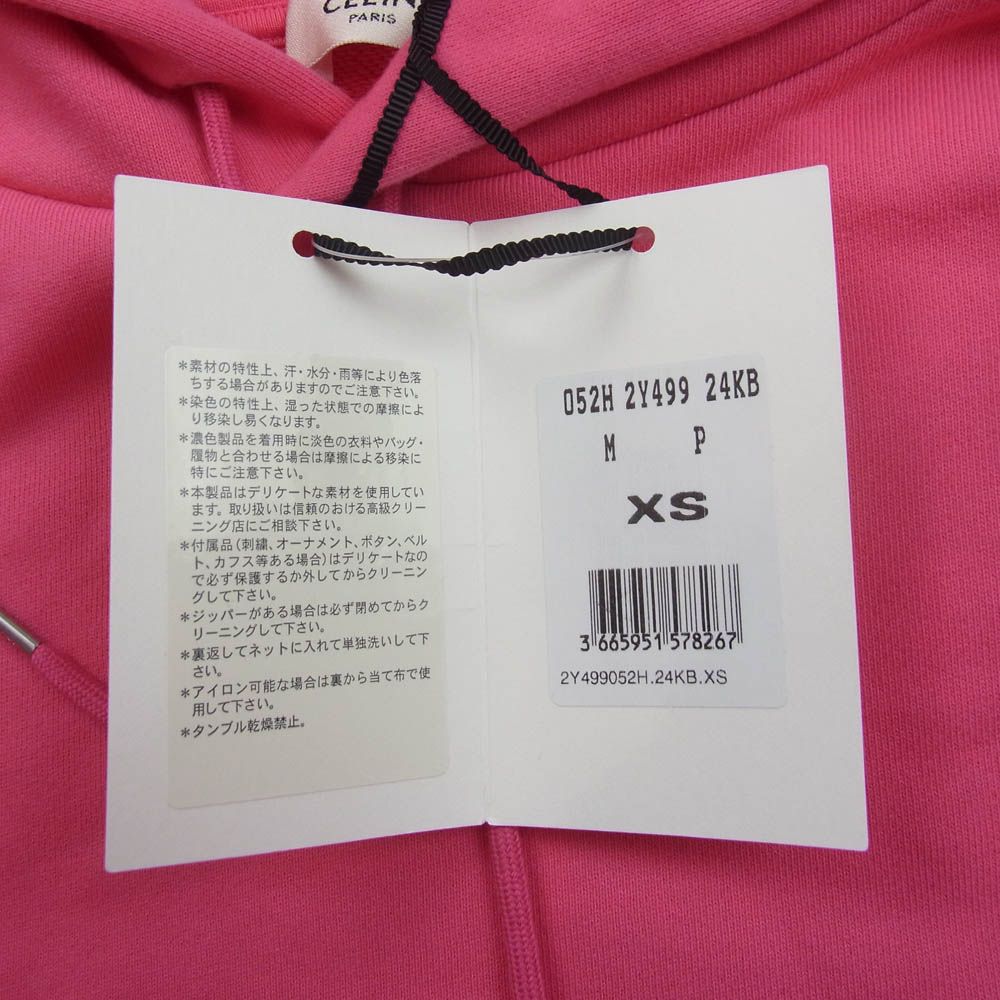 CELINE
PARIS
*素材の特性上、汗・水分・雨等により色落
ちする場合がありますのでご注意下さい。
*染色の特性上、湿った状態での摩擦によ
り移染し易くなります。
*濃色製品を着用時に淡色の衣料やバッグ・
履物と合わせる場合は摩擦による移染に
特にご注意下さい。
*本製品はデリケートな素材を使用してい
ます。取り扱いは信頼のおける高級クリー
ニング店にご相談下さい。
*付属品(刺繍、オーナメント、ボタン、ベル
ト、カフス等ある場合)はデリケートなの
で必ず保護するか外してからクリーニン
グして下さい。
*ジッパーがある場合は必ず閉めてからク
リーニングして下さい。
*裏返してネットに入れて単独洗いして下
さい。
*アイロン可能な場合は裏から当て布で使
用して下さい。
*タンブル乾燥禁止。
052H 2Y499 24KB
M P
XS
3 665951 578267
2Y499052H.24KB.XS